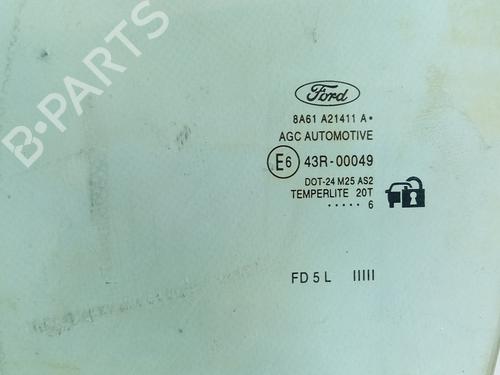 B-PARTS
Ford
8A61 A21411 A•
AGC AUTOMOTIVE
E6 43R-00049
DOT-24 M25 AS2
TEMPERLITE 20T
..... 6
FD 5 L IIIII